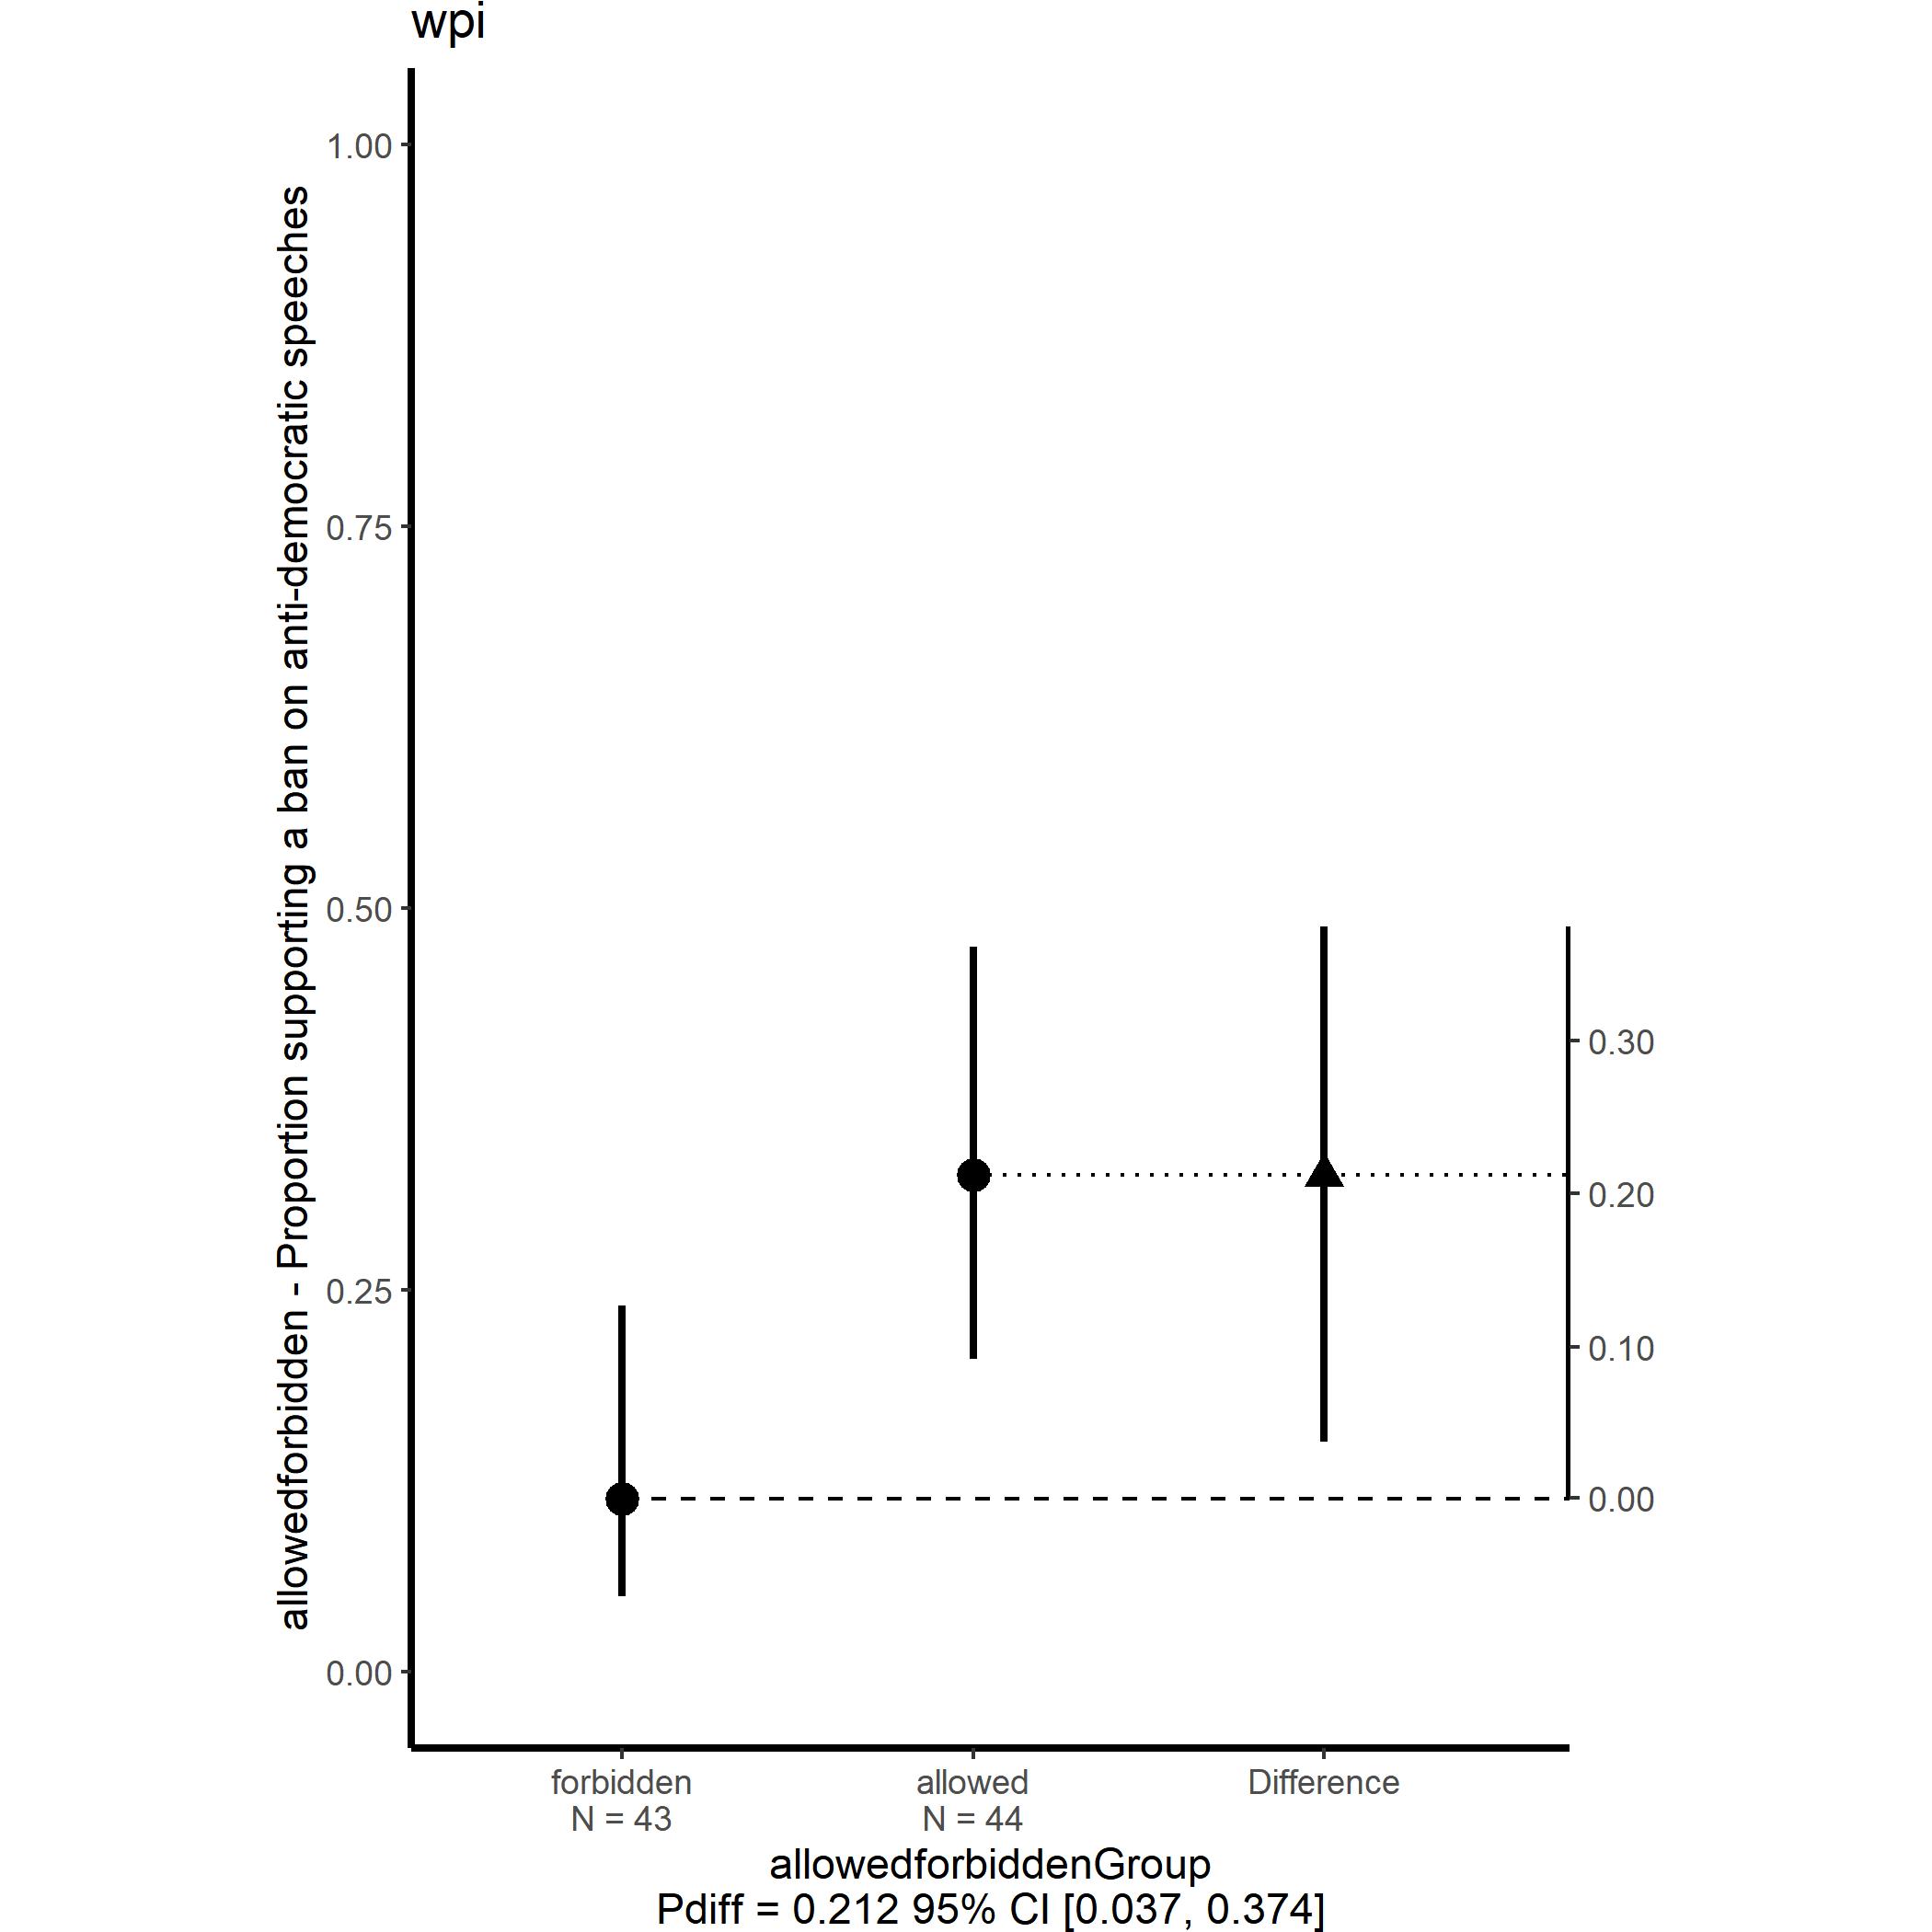 wpi
allowedforbidden - Proportion supporting a ban on anti-democratic speeches
1.00
0.75
0.50
0.25
0.00
0.30
0.20
0.10
0.00
forbidden
N = 43
allowed
N = 44
Difference
allowedforbiddenGroup
Pdiff = 0.212 95% CI [0.037, 0.374]